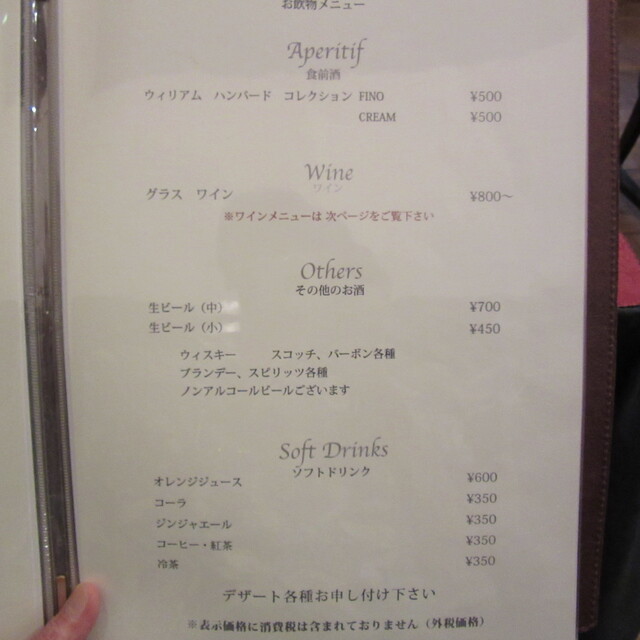 お飲物メニュー
Aperitif
食前酒
ウィリアム ハンバード コレクション FINO ¥500
CREAM ¥500
Wine
ワイン
グラス ワイン ¥800～
※ワインメニューは 次ページをご覧下さい
Others
その他のお酒
生ビール（中） ¥700
生ビール（小） ¥450
ウィスキー スコッチ、バーボン各種
ブランデー、スピリッツ各種
ノンアルコールビールございます
Soft Drinks
ソフトドリンク
オレンジジュース ¥600
コーラ ¥350
ジンジャエール ¥350
コーヒー・紅茶 ¥350
冷茶 ¥350
デザート各種お申し付け下さい
※表示価格に消費税は含まれておりません（外税価格）